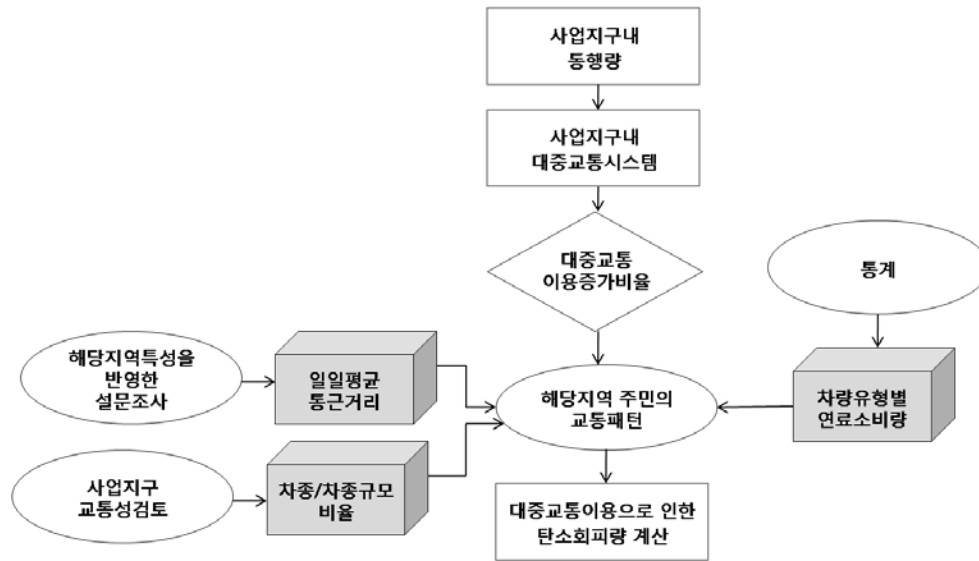 사업지구내
통행량
사업지구내
대중교통시스템
대중교통
이용증가비율
통계
해당지역특성을
반영한
설문조사
일일평균
통근거리
해당지역 주민의
교통패턴
차량유형별
연료소비량
사업지구
교통성검토
차종/차종규모
비율
대중교통이용으로 인한
탄소회피량 계산